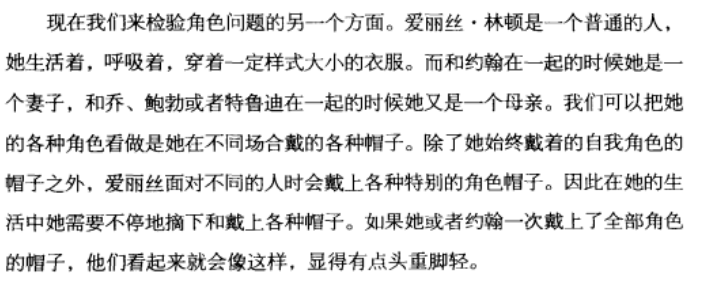 现在我们来检验角色问题的另一个方面。爱丽丝·林顿是一个普通的人，
她生活着，呼吸着，穿着一定样式大小的衣服。而和约翰在一起的时候她是一
个妻子，和乔、鲍勃或者特鲁迪在一起的时候她又是一个母亲。我们可以把她
的各种角色看做是她在不同场合戴的各种帽子。除了她始终戴着的自我角色的
帽子之外，爱丽丝面对不同的人时会戴上各种特别的角色帽子。因此在她的生
活中她需要不停地摘下和戴上各种帽子。如果她或者约翰一次戴上了全部角色
的帽子，他们看起来就会像这样，显得有点头重脚轻。